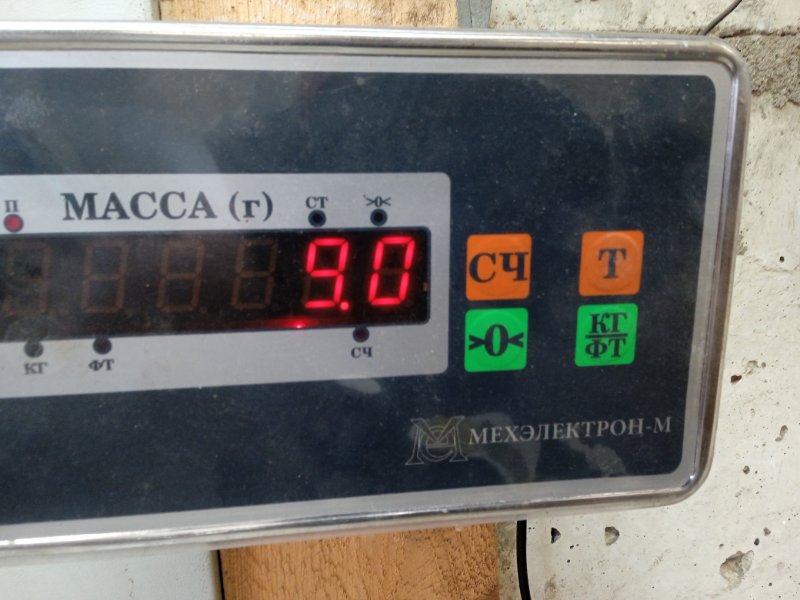 П МАССА (г) СТ >0<
9.0
КГ ФТ СЧ
СЧ Т
>0< КГ
ФТ
МЕХЭЛЕКТРОН-М